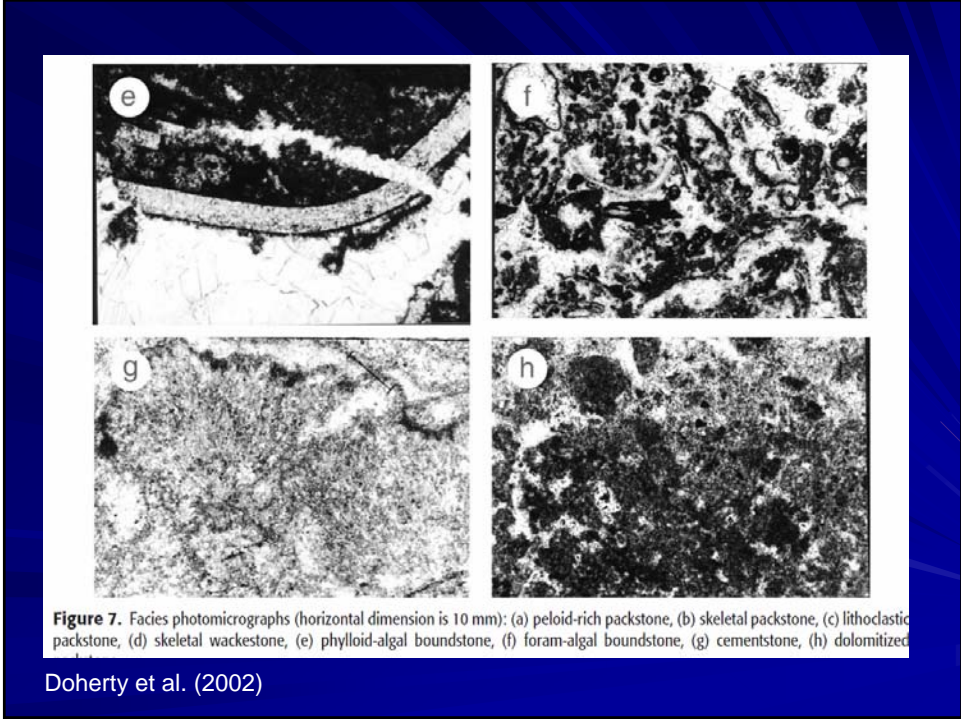 e
f
g
h
Figure 7. Facies photomicrographs (horizontal dimension is 10 mm): (a) peloid-rich packstone, (b) skeletal packstone, (c) lithoclastic
packstone, (d) skeletal wackestone, (e) phylloid-algal boundstone, (f) foram-algal boundstone, (g) cementstone, (h) dolomitized
Doherty et al. (2002)